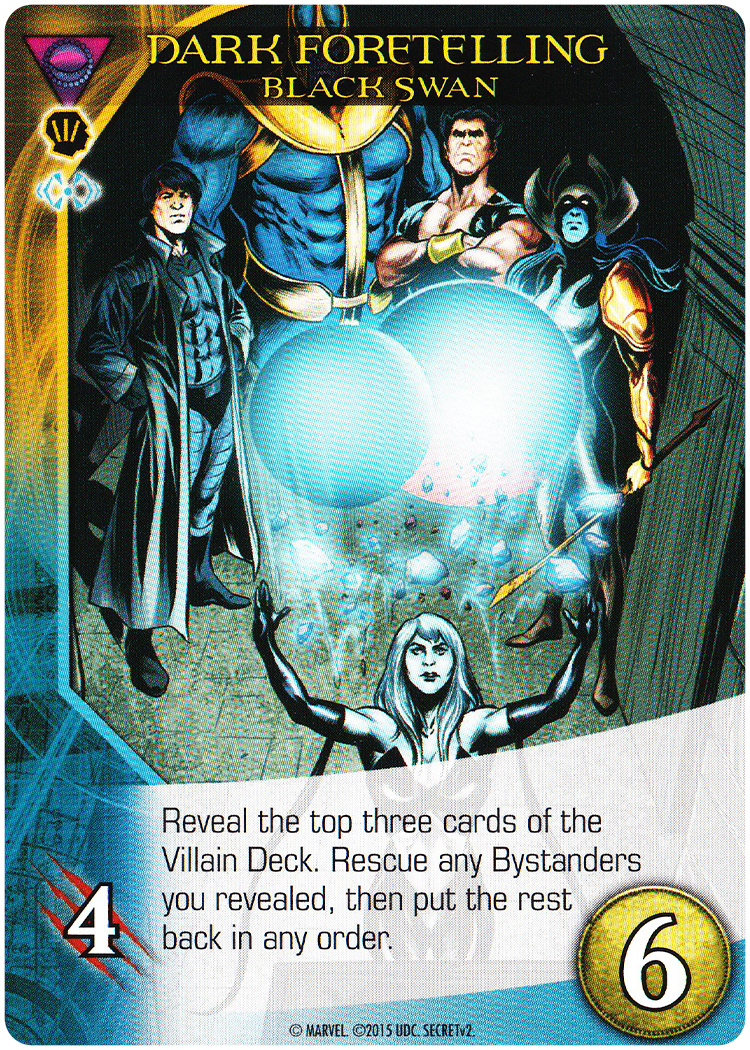 DARK FORETELLING
BLACK SWAN
Reveal the top three cards of the
Villain Deck. Rescue any Bystanders
you revealed, then put the rest
back in any order.
4
6
© MARVEL. ©2015 UDC. SECRETv2.